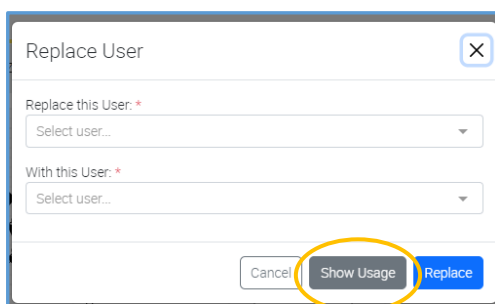 Replace User
Replace this User: *
Select user...
With this User: *
Select user...
Cancel Show Usage Replace